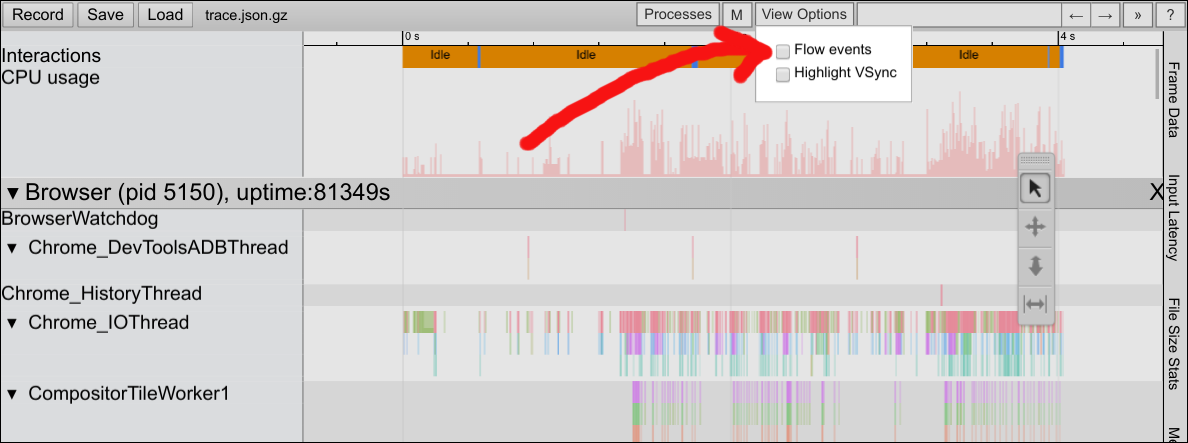 Record Save Load trace.json.gz Processes M View Options ← → » ?
0 s 4 s
Interactions Idle Idle Idle
CPU usage
Flow events
Highlight VSync
▼ Browser (pid 5150), uptime:81349s X
BrowserWatchdog
▼ Chrome_DevToolsADBThread
Chrome_HistoryThread
▼ Chrome_IOThread
▼ CompositorTileWorker1
Frame Data
Input Latency
File Size Stats